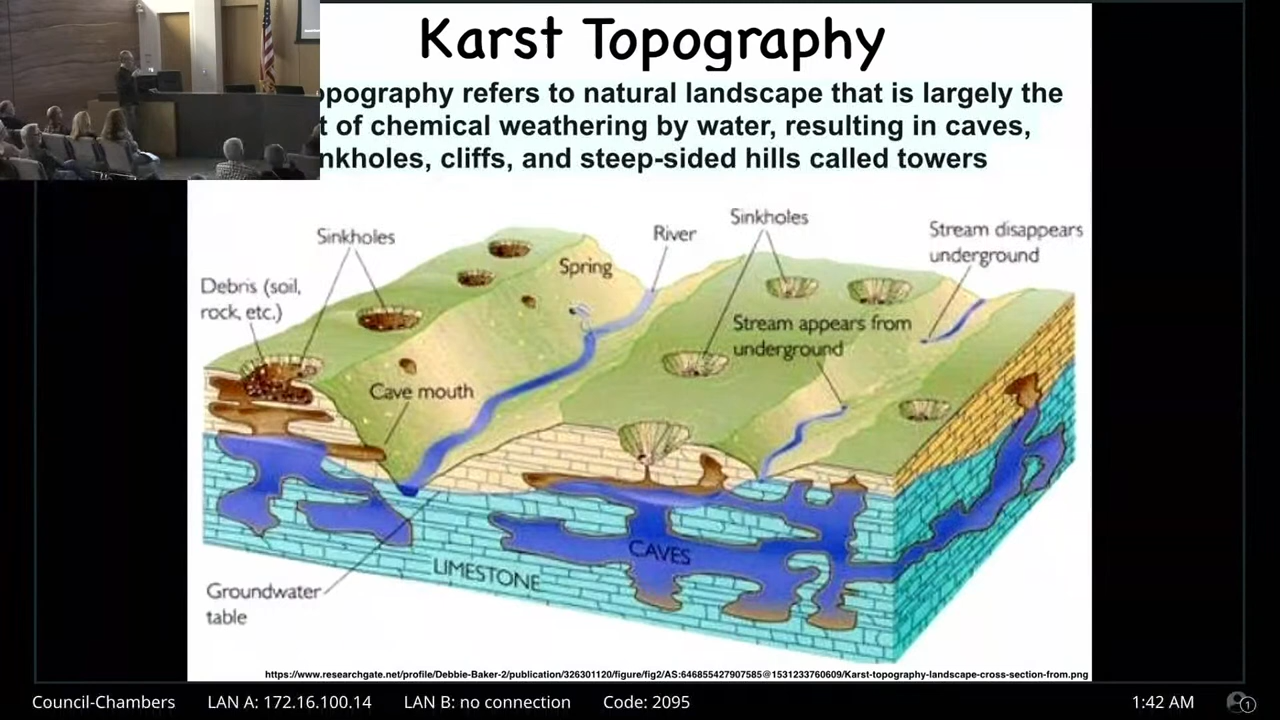 Karst Topography
opography refers to natural landscape that is largely the
t of chemical weathering by water, resulting in caves,
nkholes, cliffs, and steep-sided hills called towers
Sinkholes
Sinkholes
River
Stream disappears
underground
Spring
Debris (soil,
rock, etc.)
Stream appears from
underground
Cave mouth
CAVES
LIMESTONE
Groundwater
table
https://www.researchgate.net/profile/Debbie-Baker-2/publication/326301120/figure/fig2/AS:646855427907585@1531233760609/Karst-topography-landscape-cross-section-from.png
Council-Chambers LAN A: 172.16.100.14 LAN B: no connection Code: 2095 1:42 AM 1